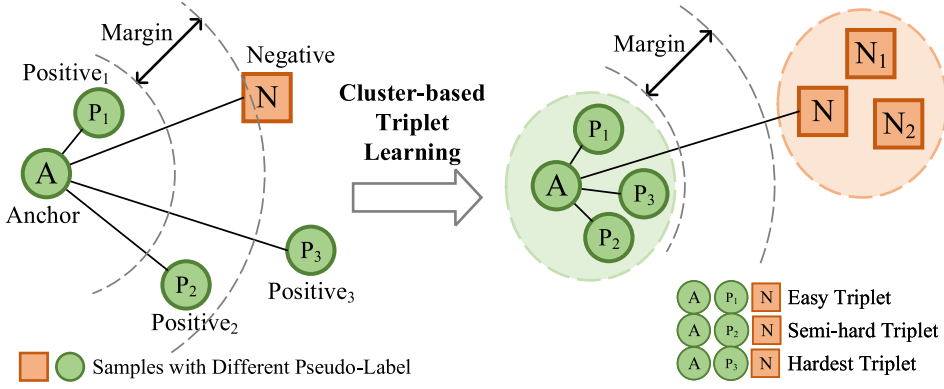 Margin
Negative
Positive₁
P₁
N
A
Anchor
P₂
Positive₂
P₃
Positive₃
Samples with Different Pseudo-Label
Cluster-based
Triplet
Learning
Margin
N₁
N
N₂
P₁
A
P₃
P₂
A P₁ N Easy Triplet
A P₂ N Semi-hard Triplet
A P₃ N Hardest Triplet